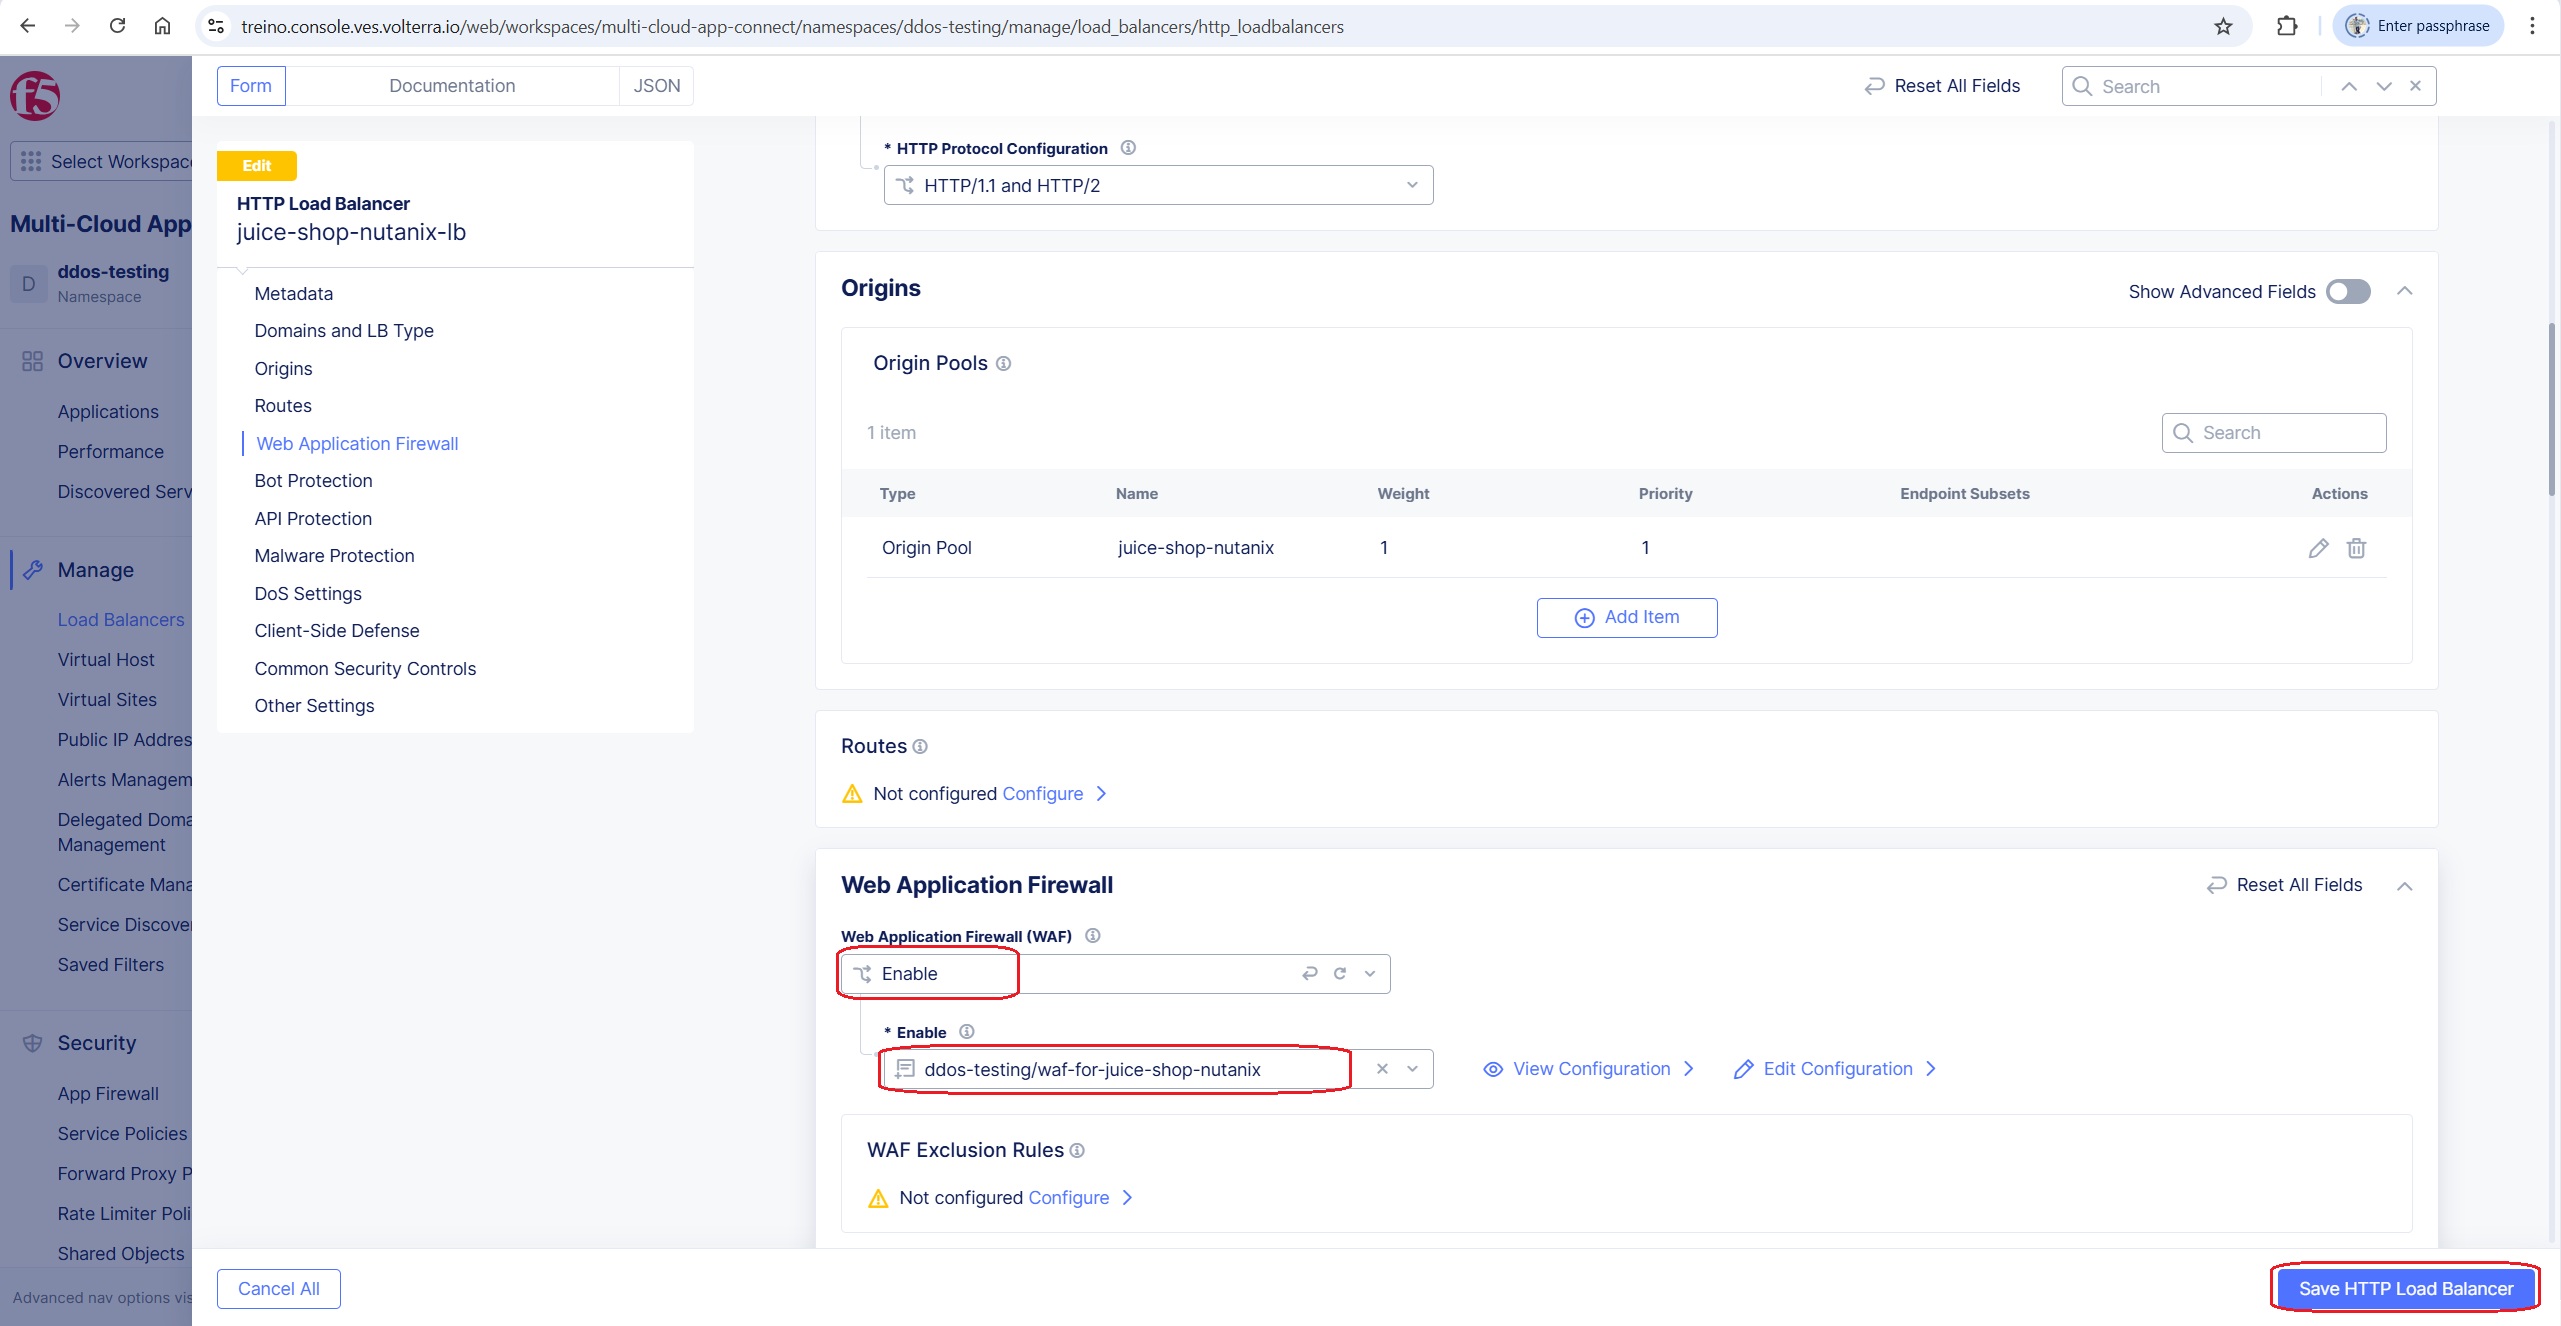 treino.console.ves.volterra.io/web/workspaces/multi-cloud-app-connect/namespaces/ddos-testing/manage/load_balancers/http_loadbalancers
Enter passphrase
f5
Select Workspac
Multi-Cloud App
D
ddos-testing
Namespace
Overview
Applications
Performance
Discovered Serv
Manage
Load Balancers
Virtual Host
Virtual Sites
Public IP Addres
Alerts Managem
Delegated Doma
Management
Certificate Mana
Service Discover
Saved Filters
Security
App Firewall
Service Policies
Forward Proxy P
Rate Limiter Poli
Shared Objects
Advanced nav options vis
Form
Documentation
JSON
Reset All Fields
Search
Edit
HTTP Load Balancer
juice-shop-nutanix-lb
Metadata
Domains and LB Type
Origins
Routes
Web Application Firewall
Bot Protection
API Protection
Malware Protection
DoS Settings
Client-Side Defense
Common Security Controls
Other Settings
* HTTP Protocol Configuration
HTTP/1.1 and HTTP/2
Origins
Show Advanced Fields
Origin Pools
1 item
Search
Type Name Weight Priority Endpoint Subsets Actions
Origin Pool juice-shop-nutanix 1 1
Add Item
Routes
Not configured Configure
Web Application Firewall
Reset All Fields
Web Application Firewall (WAF)
Enable
* Enable
ddos-testing/waf-for-juice-shop-nutanix
View Configuration
Edit Configuration
WAF Exclusion Rules
Not configured Configure
Cancel All
Save HTTP Load Balancer